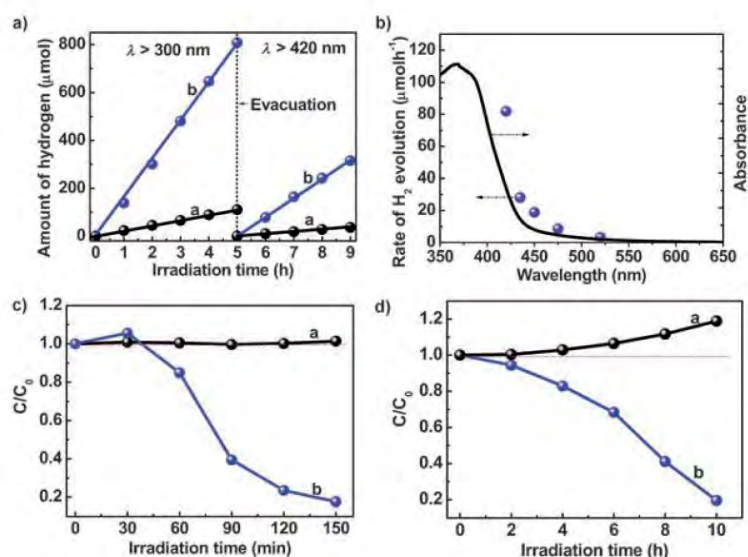 a)
800
600
400
200
0
Amount of hydrogen (μmol)
λ > 300 nm
λ > 420 nm
Evacuation
b
a
b
a
0 1 2 3 4 5 6 7 8 9
Irradiation time (h)
b)
120
100
80
60
40
20
0
Rate of H2 evolution (μmolh-1)
Absorbance
350 400 450 500 550 600 650
Wavelength (nm)
c)
1.2
1.0
0.8
0.6
0.4
0.2
C/C0
a
b
0 30 60 90 120 150
Irradiation time (min)
d)
1.2
1.0
0.8
0.6
0.4
0.2
C/C0
a
b
0 2 4 6 8 10
Irradiation time (h)